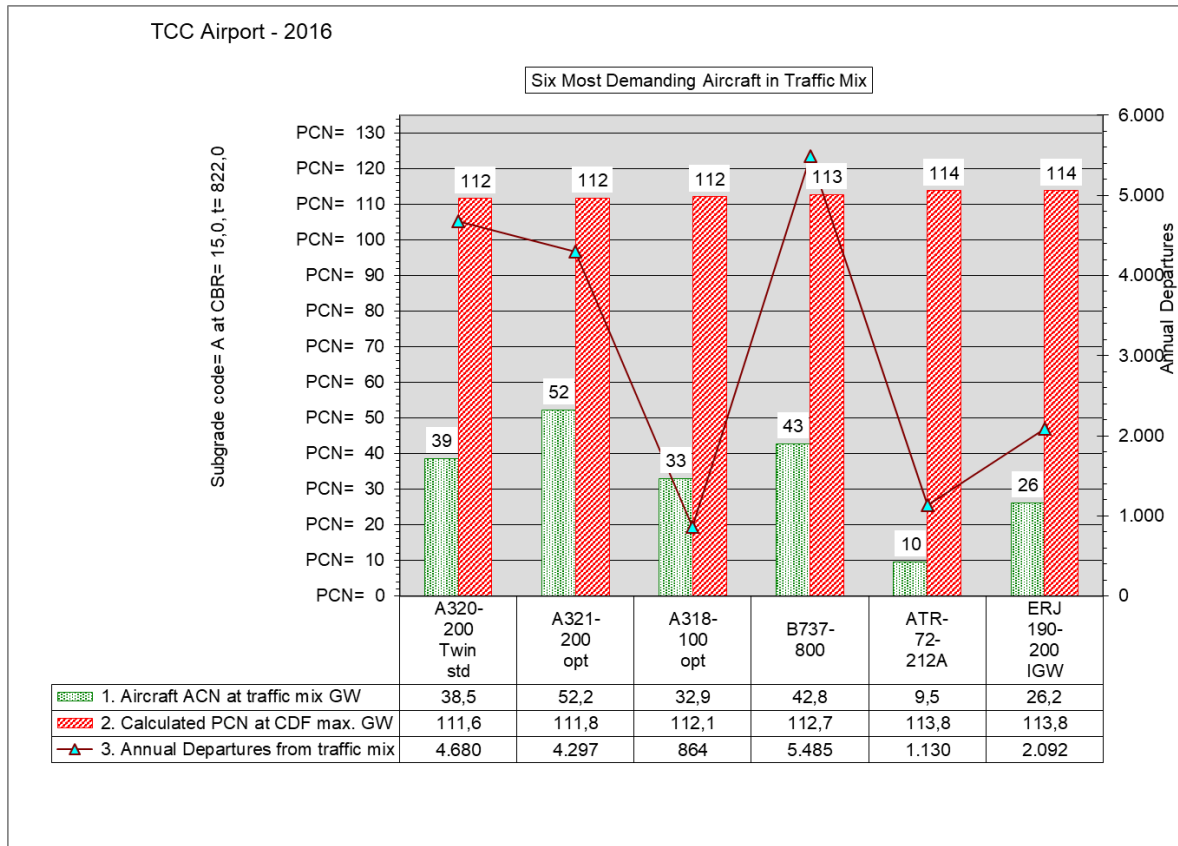 TCC Airport - 2016
Six Most Demanding Aircraft in Traffic Mix
Subgrade code= A at CBR= 15,0, t= 822,0
PCN= 130
PCN= 120
PCN= 110
PCN= 100
PCN= 90
PCN= 80
PCN= 70
PCN= 60
PCN= 50
PCN= 40
PCN= 30
PCN= 20
PCN= 10
PCN= 0
39
112
52
112
33
112
43
113
10
114
26
114
6.000
5.000
4.000
3.000
2.000
1.000
0
Annual Departures
A320-
200
Twin
std
A321-
200
opt
A318-
100
opt
B737-
800
ATR-
72-
212A
ERJ
190-
200
IGW
1. Aircraft ACN at traffic mix GW 38,5 52,2 32,9 42,8 9,5 26,2
2. Calculated PCN at CDF max. GW 111,6 111,8 112,1 112,7 113,8 113,8
3. Annual Departures from traffic mix 4.680 4.297 864 5.485 1.130 2.092